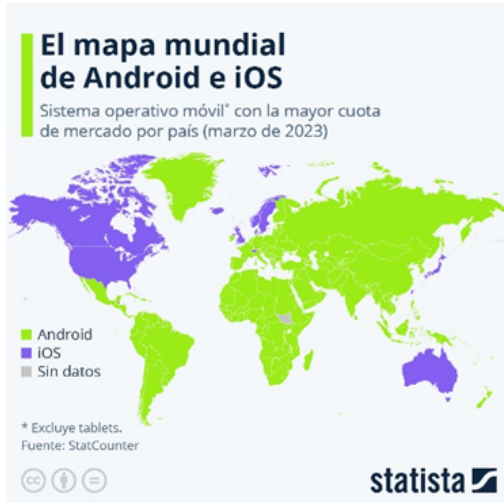 El mapa mundial
de Android e iOS
Sistema operativo móvil* con la mayor cuota
de mercado por país (marzo de 2023)
Android
iOS
Sin datos
* Excluye tablets.
Fuente: StatCounter
cc
statista